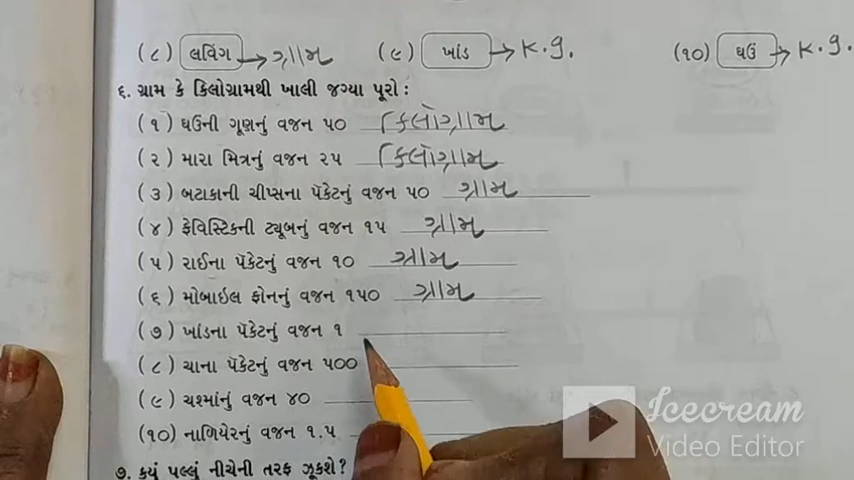 (૮) લવિંગ → ગ્રામ (૯) ખાંડ → K.g. (૧૦) ઘઉં → K.g.
૬. ગ્રામ કે કિલોગ્રામથી ખાલી જગ્યા પૂરો :
(૧) ઘઉંની ગૂણનું વજન ૫૦ કિલોગ્રામ
(૨) મારા મિત્રનું વજન ૨૫ કિલોગ્રામ
(૩) બટાકાની ચીપ્સના પૅકેટનું વજન ૫૦ ગ્રામ
(૪) ફેવિસ્ટિકની ટ્યૂબનું વજન ૧૫ ગ્રામ
(૫) રાઈના પૅકેટનું વજન ૧૦ ગ્રામ
(૬) મોબાઇલ ફોનનું વજન ૧૫૦ ગ્રામ
(૭) ખાંડના પૅકેટનું વજન ૧
(૮) ચાના પૅકેટનું વજન ૫૦૦
(૯) ચશ્માંનું વજન ૪૦
(૧૦) નાળિયેરનું વજન ૧.૫
૭. કયું પલ્લું નીચેની તરફ ઝૂકશે?
Icecream
Video Editor